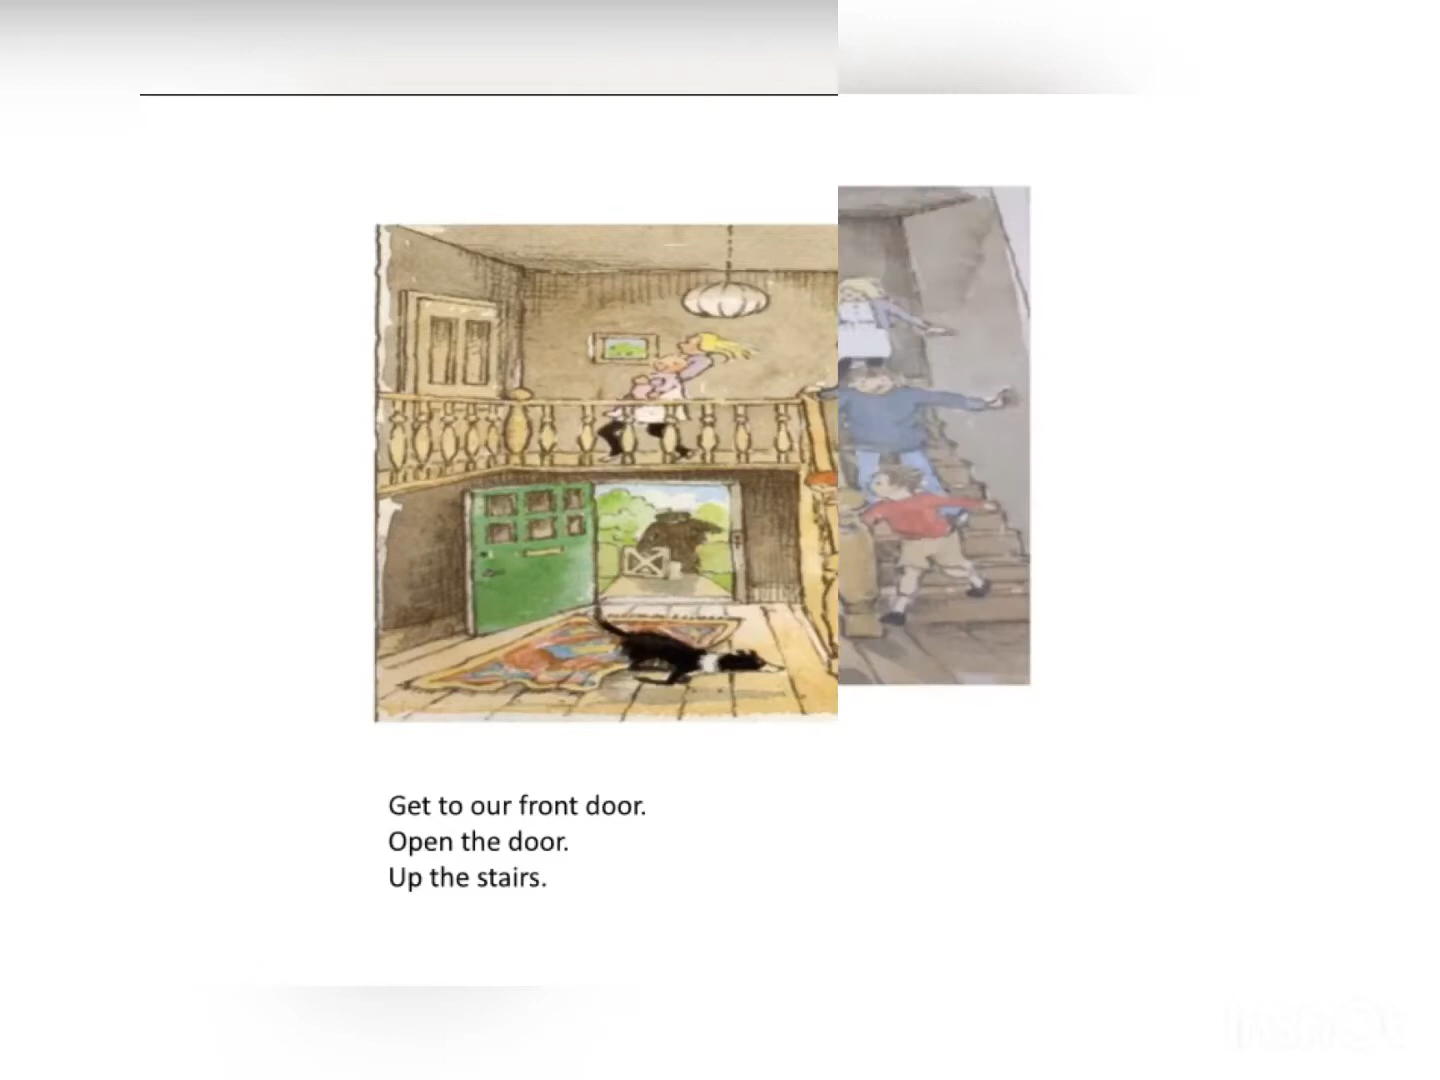 Get to our front door.
Open the door.
Up the stairs.